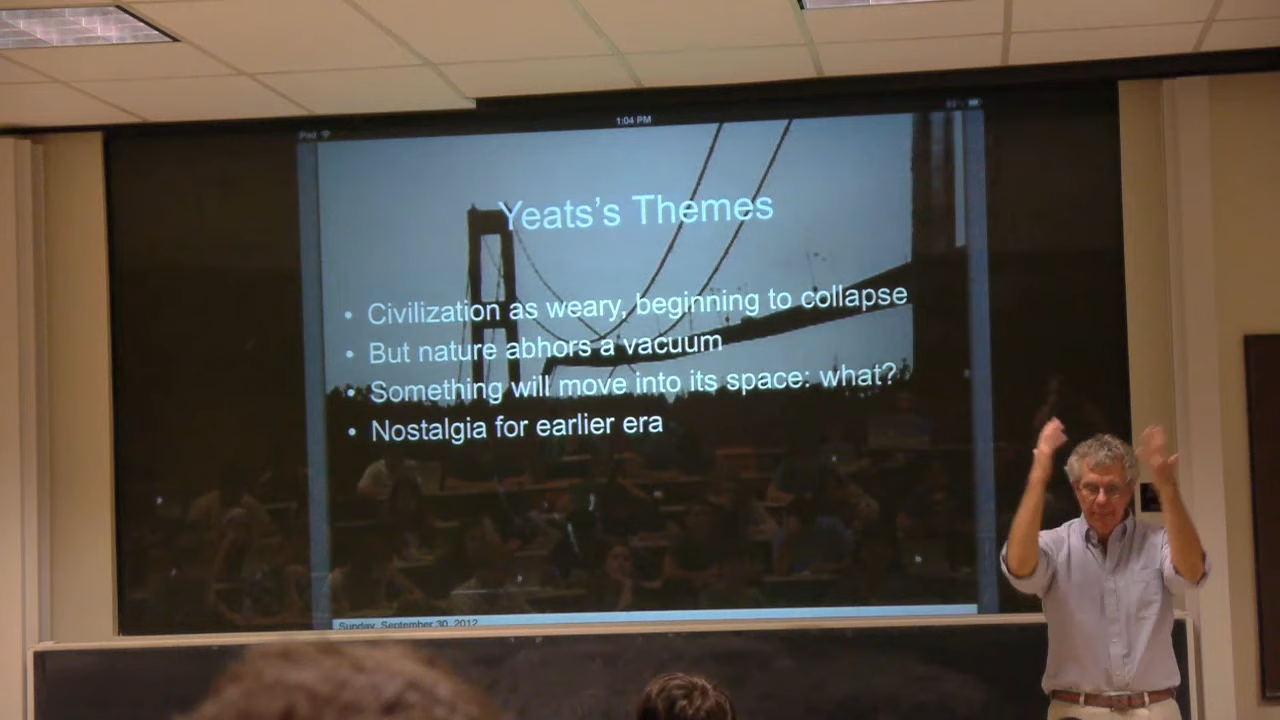 iPad
1:04 PM
Yeats's Themes
• Civilization as weary, beginning to collapse
• But nature abhors a vacuum
• Something will move into its space: what?
• Nostalgia for earlier era
Sunday, September 30, 2012